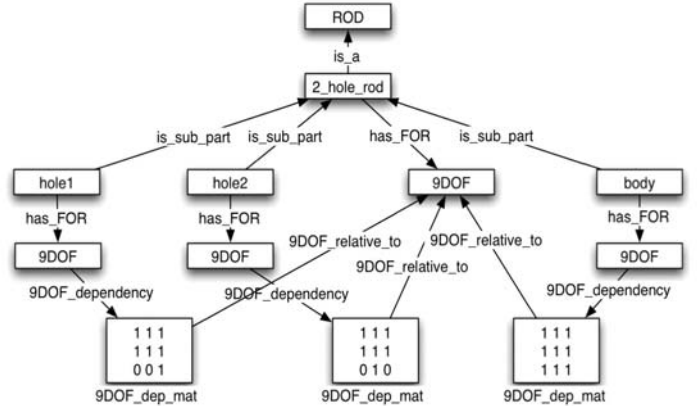 ROD
is_a
2_hole_rod
is_sub_part
is_sub_part
has_FOR
is_sub_part
hole1
hole2
9DOF
body
has_FOR
has_FOR
has_FOR
9DOF
9DOF
9DOF_relative_to
9DOF_relative_to
9DOF
9DOF_relative_to
9DOF_dependency
9DOF_dependency
9DOF_dependency
1 1 1
1 1 1
0 0 1
1 1 1
1 1 1
0 1 0
1 1 1
1 1 1
1 1 1
9DOF_dep_mat
9DOF_dep_mat
9DOF_dep_mat